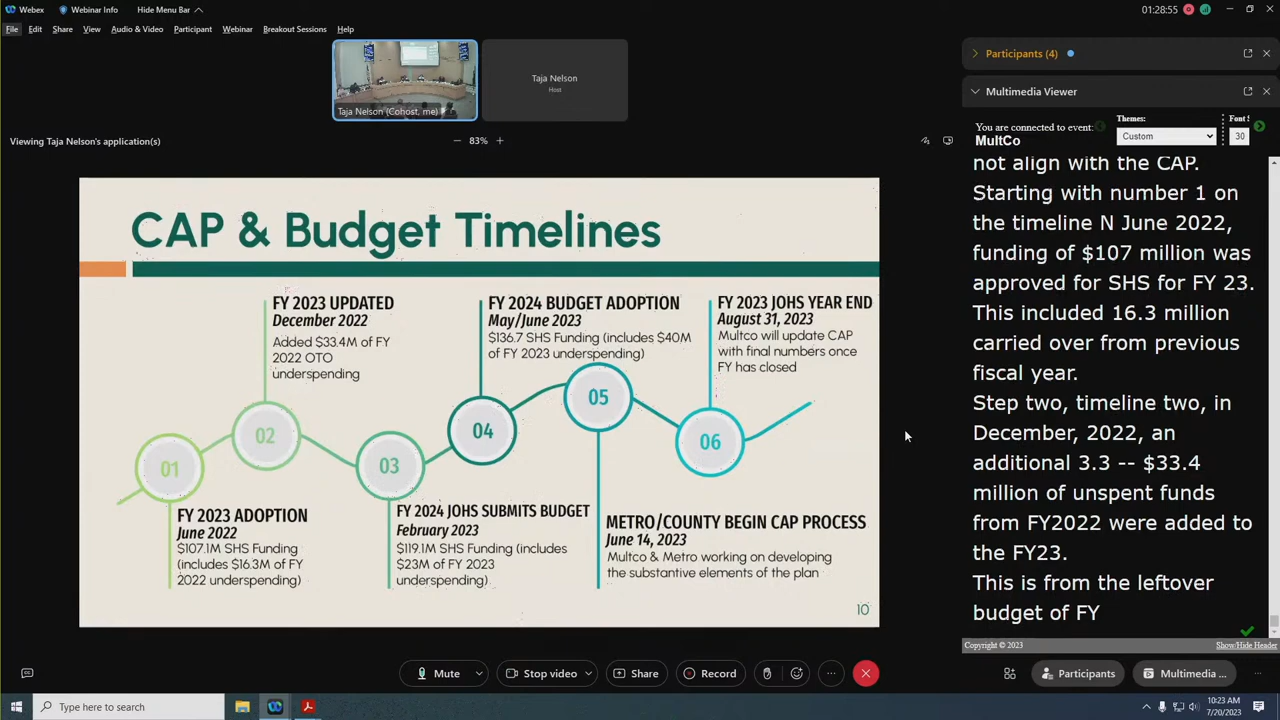 Webex
Webinar Info
Hide Menu Bar
01:28:55
File Edit Share View Audio & Video Participant Webinar Breakout Sessions Help
Taja Nelson (Cohost, me)
Taja Nelson
Host
Viewing Taja Nelson's application(s)
83%
CAP & Budget Timelines
FY 2023 UPDATED
December 2022
Added $33.4M of FY
2022 OTO
underspending
FY 2024 BUDGET ADOPTION
May/June 2023
$136.7 SHS Funding (includes $40M
of FY 2023 underspending)
FY 2023 JOHS YEAR END
August 31, 2023
Multco will update CAP
with final numbers once
FY has closed
01
02
03
04
05
06
FY 2023 ADOPTION
June 2022
$107.1M SHS Funding
(includes $16.3M of FY
2022 underspending)
FY 2024 JOHS SUBMITS BUDGET
February 2023
$119.1M SHS Funding (includes
$23M of FY 2023
underspending)
METRO/COUNTY BEGIN CAP PROCESS
June 14, 2023
Multco & Metro working on developing
the substantive elements of the plan
10
Participants (4)
Multimedia Viewer
You are connected to event:
MultCo
Themes:
Custom
Font
30
not align with the CAP.
Starting with number 1 on
the timeline N June 2022,
funding of $107 million was
approved for SHS for FY 23.
This included 16.3 million
carried over from previous
fiscal year.
Step two, timeline two, in
December, 2022, an
additional 3.3 -- $33.4
million of unspent funds
from FY2022 were added to
the FY23.
This is from the leftover
budget of FY
Copyright © 2023
Show/Hide Header
Mute
Stop video
Share
Record
Participants
Multimedia ...
Type here to search
10:23 AM
7/20/2023